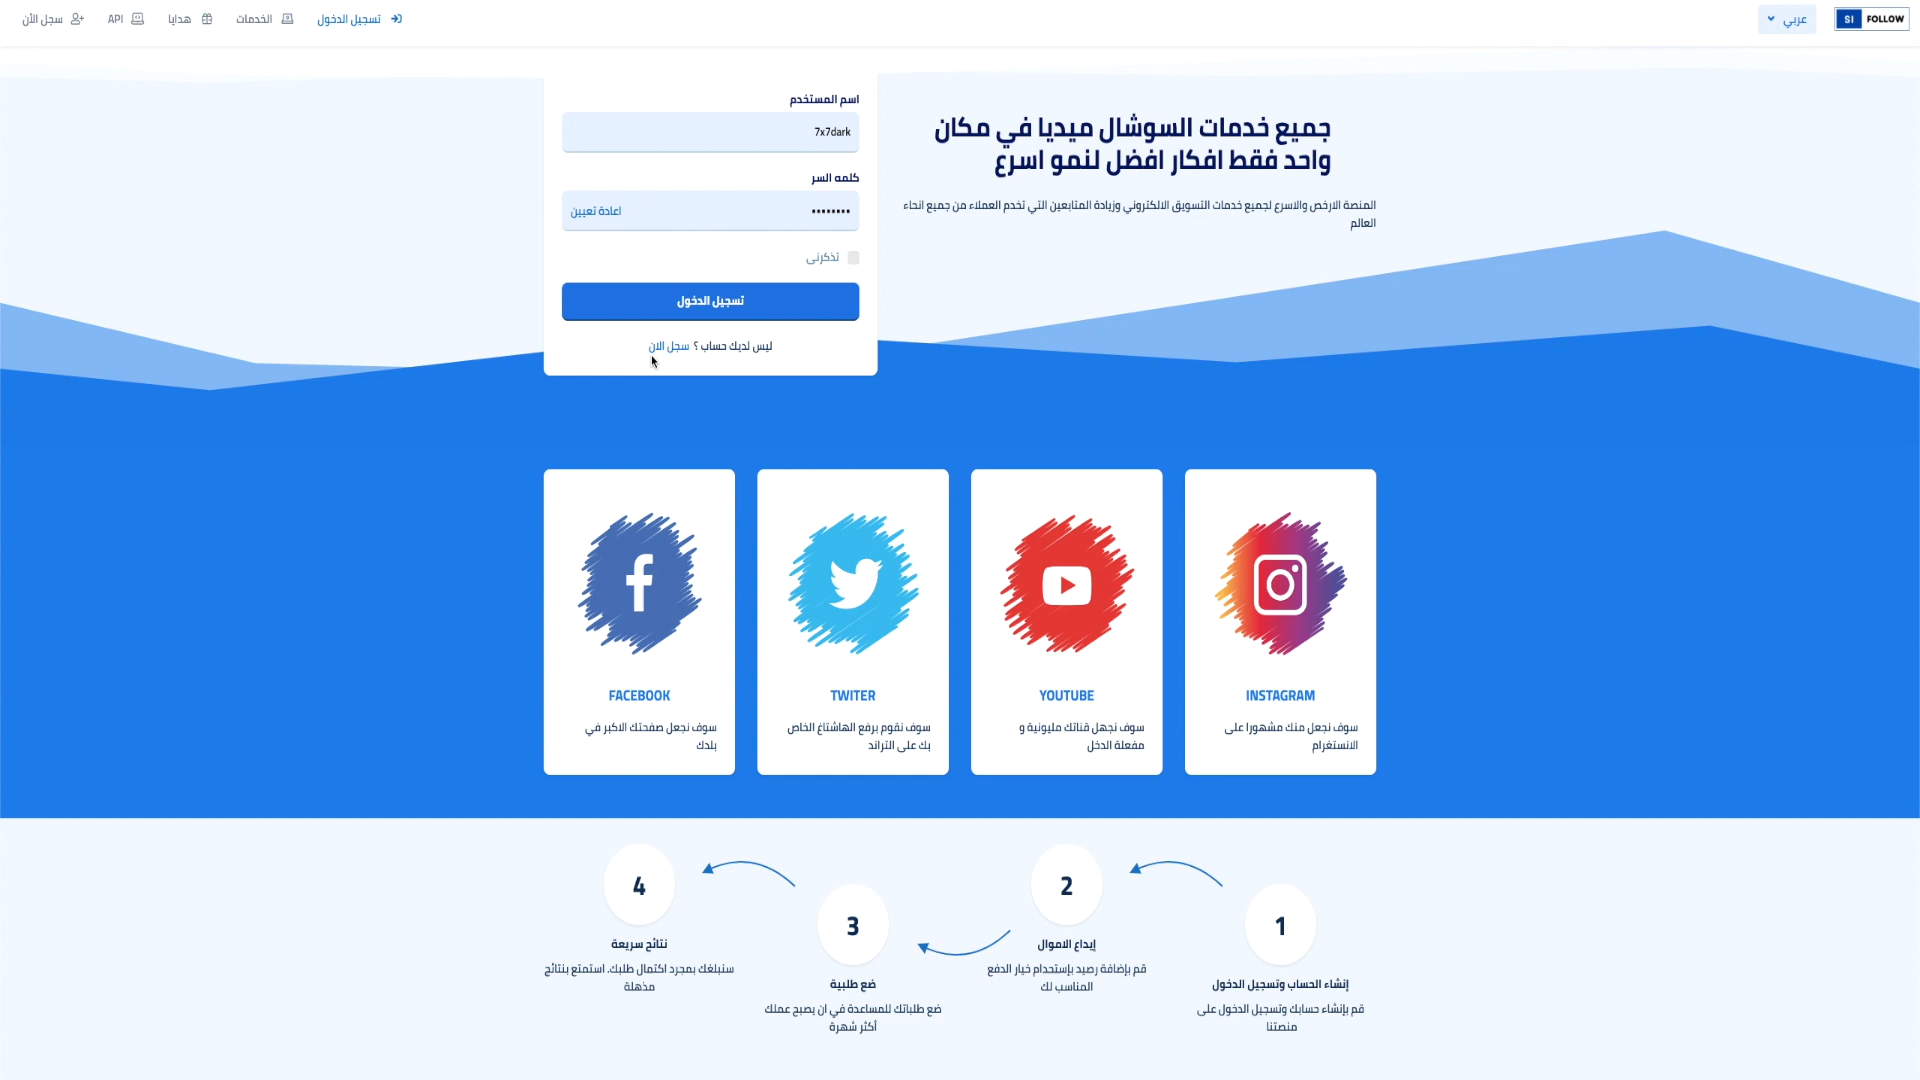 SI FOLLOW
عربي
تسجيل الدخول
الخدمات
هدايا
API
سجل الأن
جميع خدمات السوشال ميديا في مكان
واحد فقط افكار افضل لنمو اسرع
المنصة الارخص والاسرع لجميع خدمات التسويق الالكتروني وزيادة المتابعين التي تخدم العملاء من جميع انحاء
العالم
اسم المستخدم
7x7dark
كلمه السر
••••••••
اعادة تعيين
تذكرنى
تسجيل الدخول
ليس لديك حساب ؟ سجل الان
INSTAGRAM
سوف نجعل منك مشهورا على
الانستغرام
YOUTUBE
سوف نجهل قناتك مليونية و
مفعلة الدخل
TWITER
سوف نقوم برفع الهاشتاغ الخاص
بك على التراند
FACEBOOK
سوف نجعل صفحتك الاكبر في
بلدك
1
إنشاء الحساب وتسجيل الدخول
قم بإنشاء حسابك وتسجيل الدخول على
منصتنا
2
إيداع الاموال
قم بإضافة رصيد بإستخدام خيار الدفع
المناسب لك
3
ضع طلبية
ضع طلباتك للمساعدة في ان يصبح عملك
أكثر شهرة
4
نتائج سريعة
سنبلغك بمجرد اكتمال طلبك. استمتع بنتائج
مذهلة